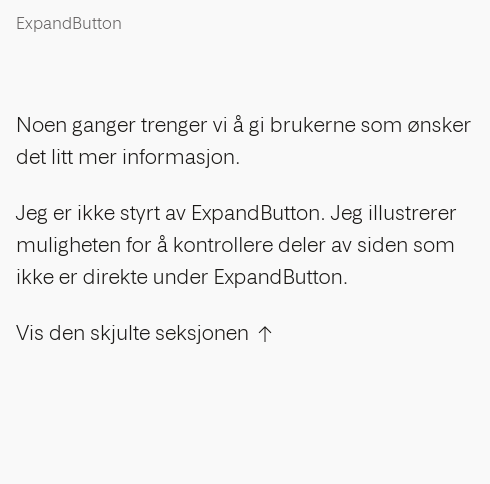 ExpandButton
Noen ganger trenger vi å gi brukerne som ønsker
det litt mer informasjon.
Jeg er ikke styrt av ExpandButton. Jeg illustrerer
muligheten for å kontrollere deler av siden som
ikke er direkte under ExpandButton.
Vis den skjulte seksjonen ↑